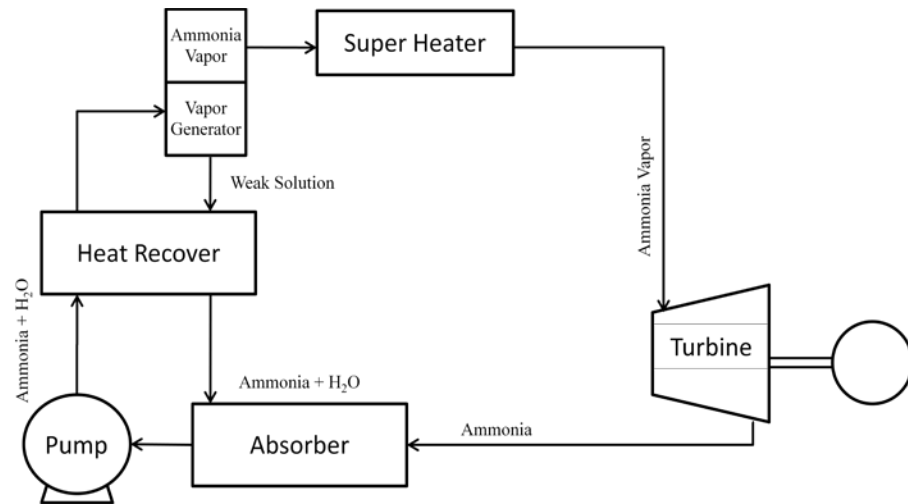 Ammonia
Vapor
Super Heater
Vapor
Generator
Weak Solution
Ammonia Vapor
Heat Recover
Ammonia + H₂O
Turbine
Ammonia + H₂O
Ammonia
Pump
Absorber